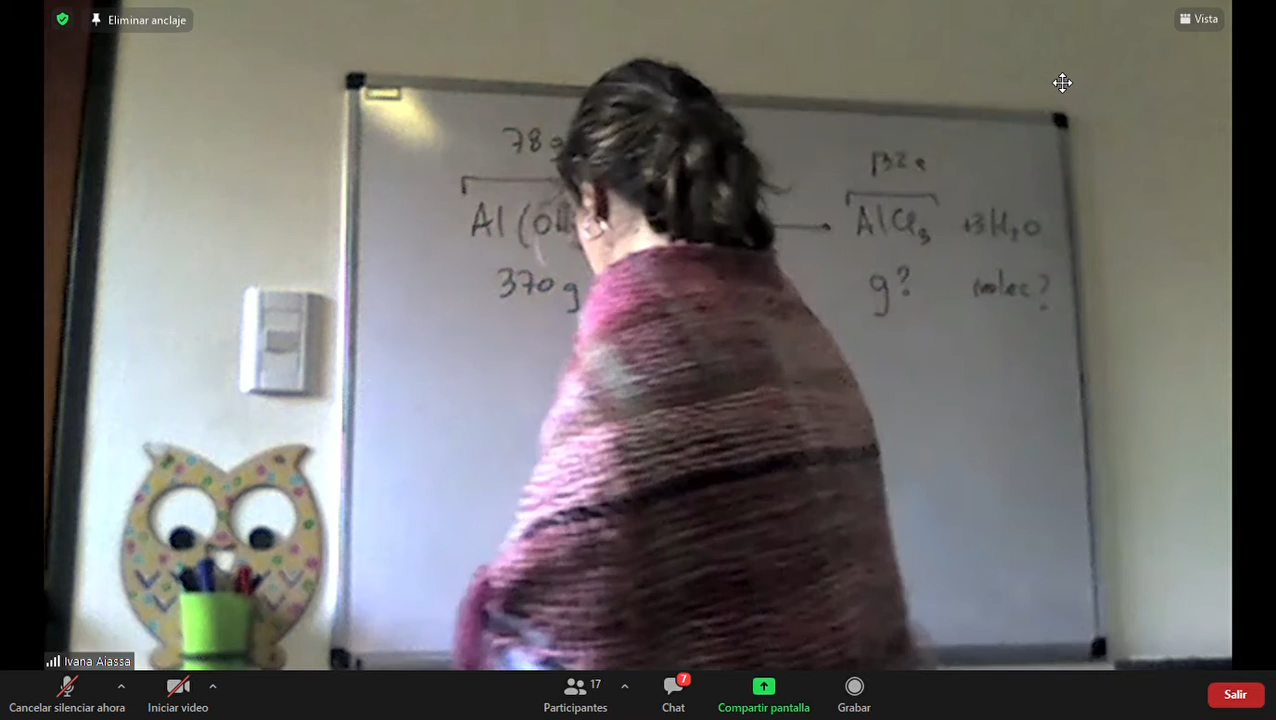 Eliminar anclaje
Vista
78 g
132 g
Al(OH
AlCl₃ +3H₂O
370 g
g?
molec?
Ivana Aiassa
7
17
Cancelar silenciar ahora
Iniciar video
Participantes
Chat
Compartir pantalla
Grabar
Salir